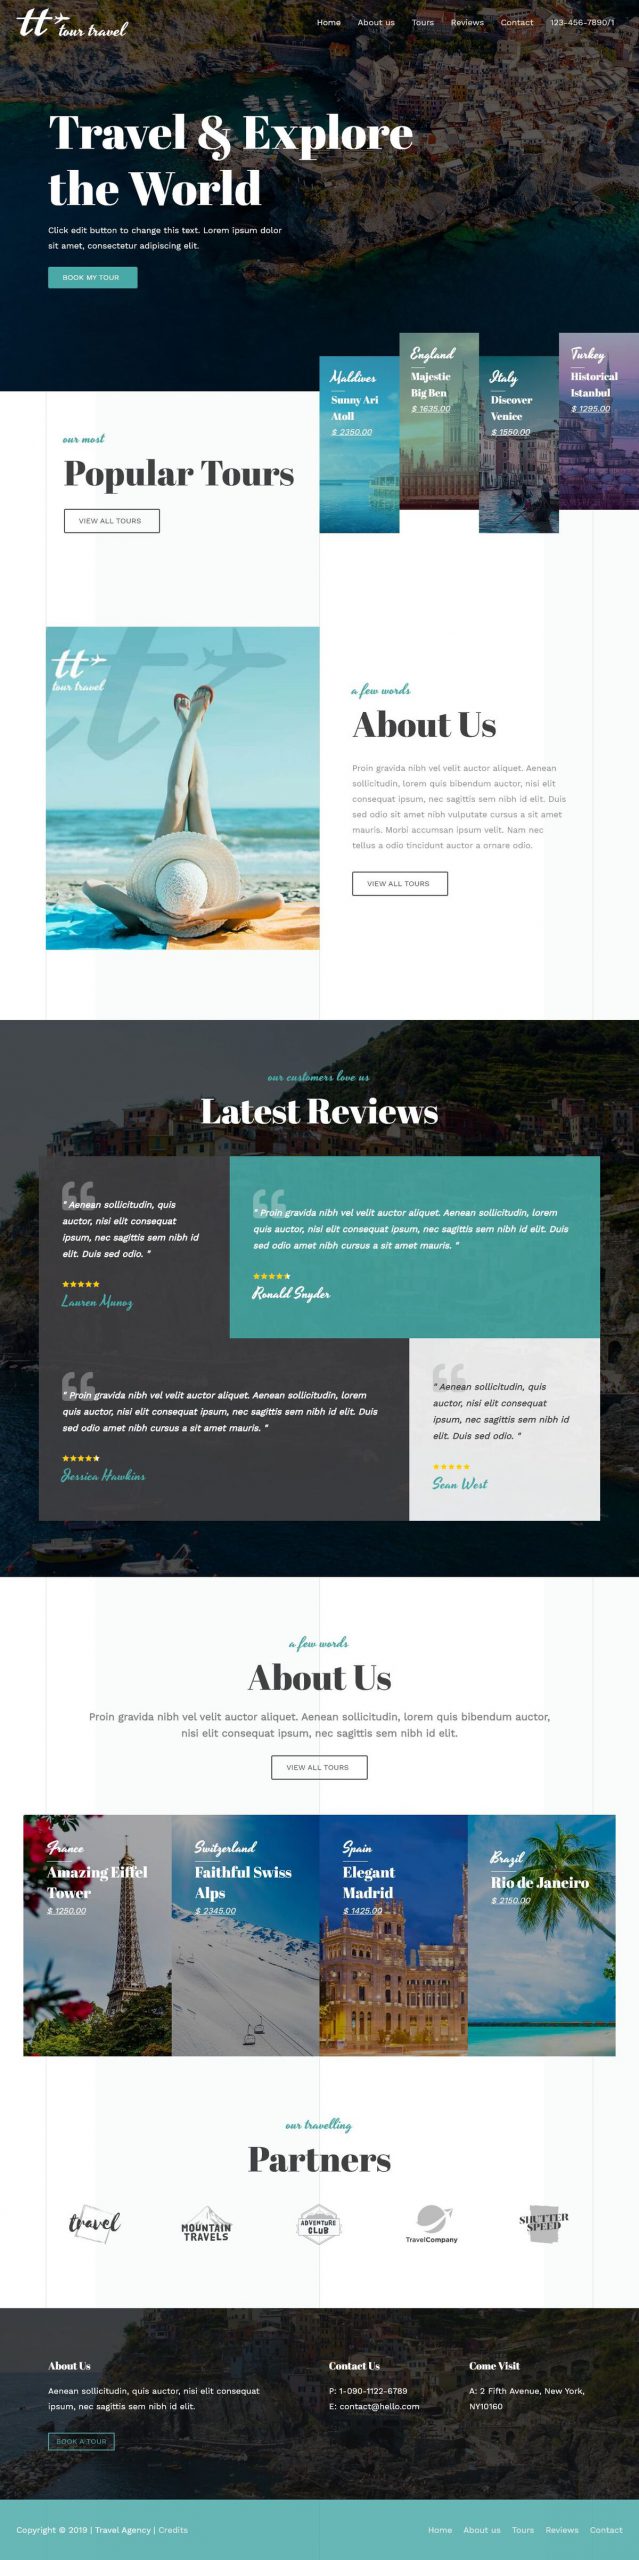 tt
tour travel
Home About us Tours Reviews Contact 123-456-7890/1
Travel & Explore
the World
Click edit button to change this text. Lorem ipsum dolor
sit amet, consectetur adipiscing elit.
BOOK MY TOUR
Maldives
Sunny Ari
Atoll
$ 2350.00
England
Majestic
Big Ben
$ 1635.00
Italy
Discover
Venice
$ 1550.00
Turkey
Historical
Istanbul
$ 1295.00
our most
Popular Tours
VIEW ALL TOURS
tt
tour travel
a few words
About Us
Proin gravida nibh vel velit auctor aliquet. Aenean
sollicitudin, lorem quis bibendum auctor, nisi elit
consequat ipsum, nec sagittis sem nibh id elit. Duis
sed odio sit amet nibh vulputate cursus a sit amet
mauris. Morbi accumsan ipsum velit. Nam nec
tellus a odio tincidunt auctor a ornare odio.
VIEW ALL TOURS
our customers love us
Latest Reviews
" Aenean sollicitudin, quis
auctor, nisi elit consequat
ipsum, nec sagittis sem nibh id
elit. Duis sed odio. "
Lauren Munoz
" Proin gravida nibh vel velit auctor aliquet. Aenean sollicitudin, lorem
quis auctor, nisi elit consequat ipsum, nec sagittis sem nibh id elit. Duis
sed odio amet nibh cursus a sit amet mauris. "
Ronald Snyder
" Proin gravida nibh vel velit auctor aliquet. Aenean sollicitudin, lorem
quis auctor, nisi elit consequat ipsum, nec sagittis sem nibh id elit. Duis
sed odio amet nibh cursus a sit amet mauris. "
Jessica Hawkins
" Aenean sollicitudin, quis
auctor, nisi elit consequat
ipsum, nec sagittis sem nibh id
elit. Duis sed odio. "
Sean West
a few words
About Us
Proin gravida nibh vel velit auctor aliquet. Aenean sollicitudin, lorem quis bibendum auctor,
nisi elit consequat ipsum, nec sagittis sem nibh id elit.
VIEW ALL TOURS
France
Amazing Eiffel
Tower
$ 1250.00
Switzerland
Faithful Swiss
Alps
$ 2345.00
Spain
Elegant
Madrid
$ 1425.00
Brazil
Rio de Janeiro
$ 2150.00
our travelling
Partners
travel
MOUNTAIN
TRAVELS
ADVENTURE
CLUB
TravelCompany
SHUTTER
SPEED
About Us
Aenean sollicitudin, quis auctor, nisi elit consequat
ipsum, nec sagittis sem nibh id elit.
BOOK A TOUR
Contact Us
P: 1-090-1122-6789
E: contact@hello.com
Come Visit
A: 2 Fifth Avenue, New York,
NY10160
Copyright © 2019 | Travel Agency | Credits
Home About us Tours Reviews Contact